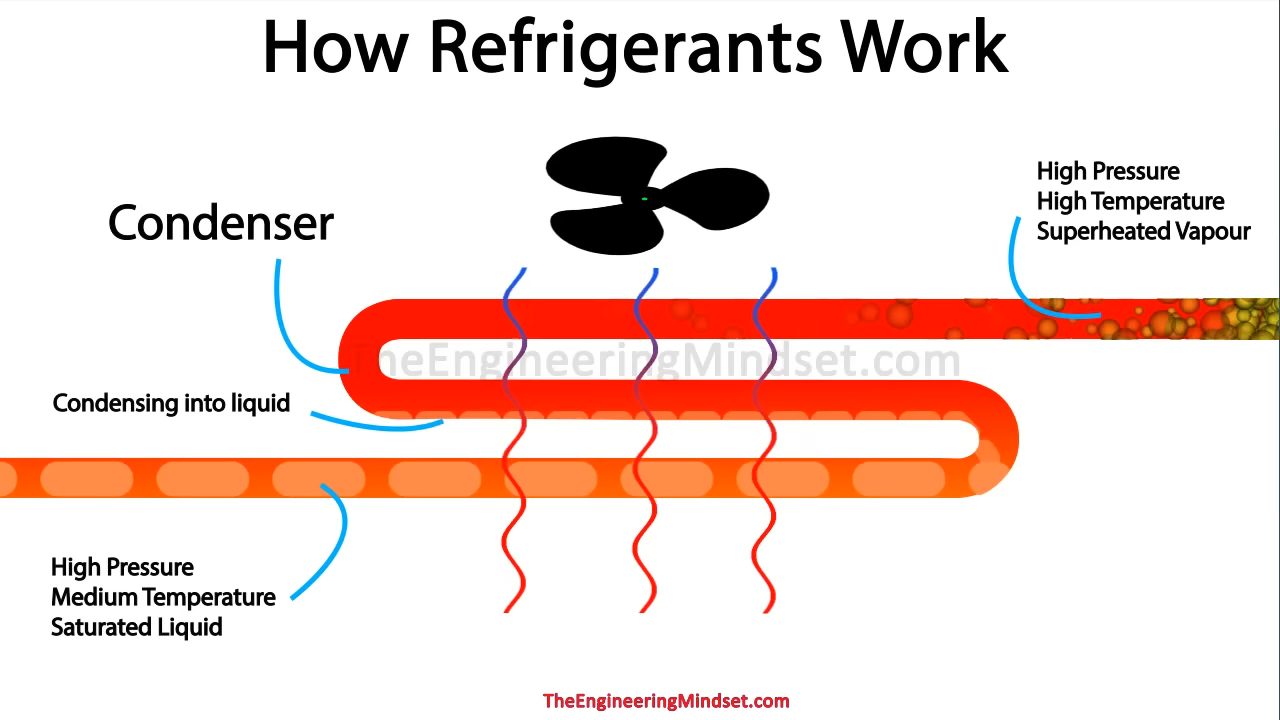 How Refrigerants Work
High Pressure
High Temperature
Superheated Vapour
Condenser
TheEngineeringMindset.com
Condensing into liquid
High Pressure
Medium Temperature
Saturated Liquid
TheEngineeringMindset.com